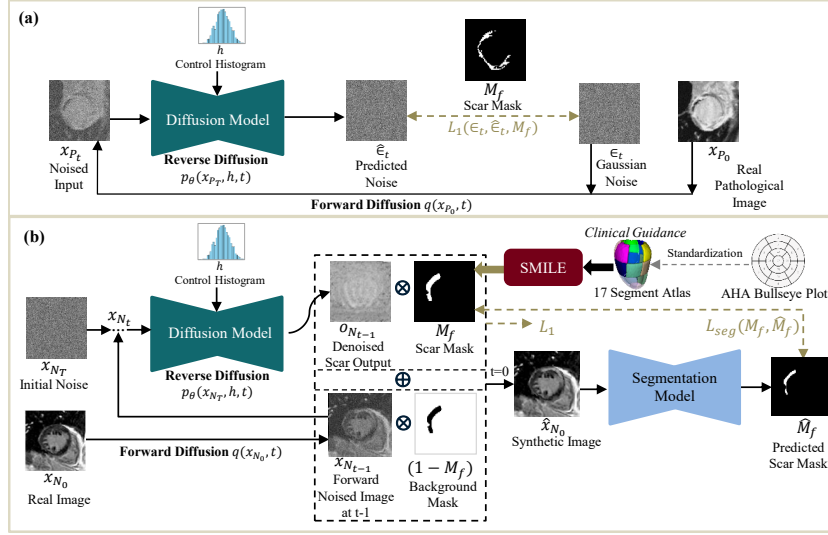 (a)
h
Control Histogram
Diffusion Model
Reverse Diffusion
p_θ(x_{P_T}, h, t)
x_{P_t}
Noised
Input
ϵ̂_t
Predicted
Noise
M_f
Scar Mask
L_1(ϵ_t, ϵ̂_t, M_f)
ϵ_t
Gaussian
Noise
x_{P_0}
Real
Pathological
Image
Forward Diffusion q(x_{P_0}, t)
(b)
h
Control Histogram
x_{N_T}
Initial Noise
x_{N_t}
Diffusion Model
Reverse Diffusion
p_θ(x_{N_T}, h, t)
x_{N_0}
Real Image
Forward Diffusion q(x_{N_0}, t)
⊗
o_{N_{t-1}}
Denoised
Scar Output
M_f
Scar Mask
⊕
⊗
x_{N_{t-1}}
Forward
Noised Image
at t-1
(1 − M_f)
Background
Mask
SMILE
Clinical Guidance
17 Segment Atlas
Standardization
AHA Bullseye Plot
L_1
L_{seg}(M_f, M̂_f)
t=0
x̂_{N_0}
Synthetic Image
Segmentation
Model
M̂_f
Predicted
Scar Mask